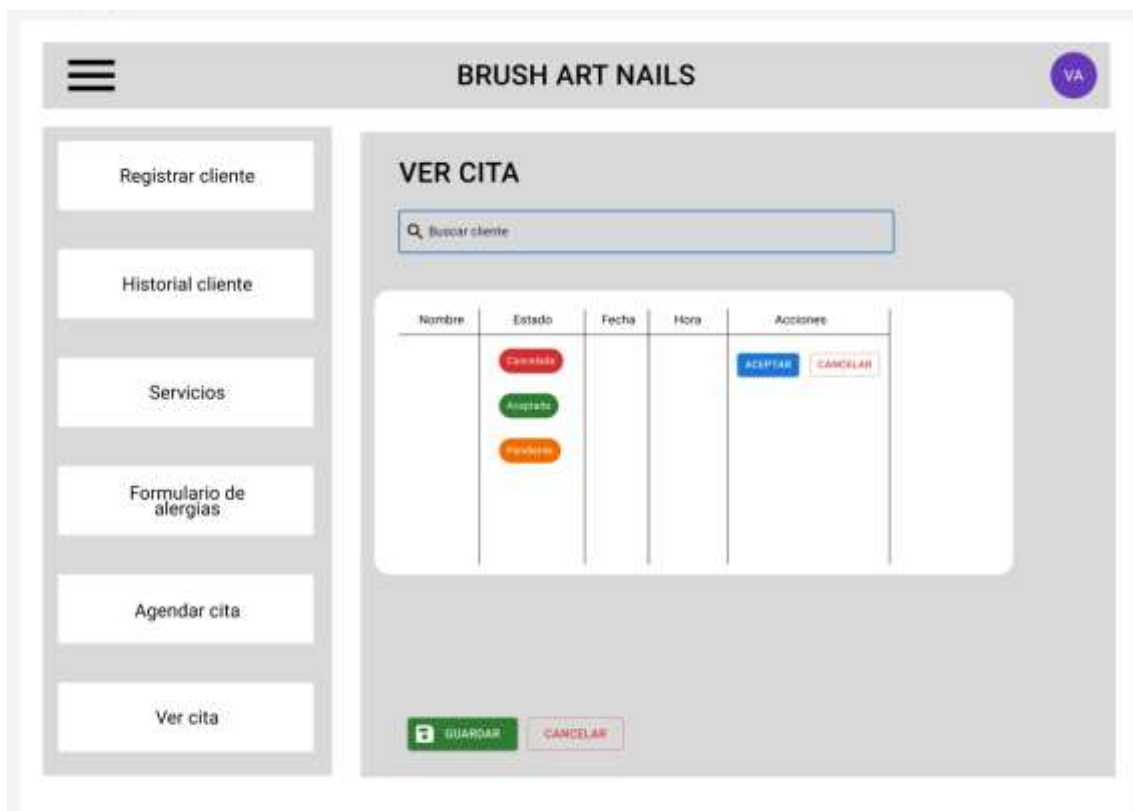 BRUSH ART NAILS
VA
Registrar cliente
Historial cliente
Servicios
Formulario de
alergias
Agendar cita
Ver cita
VER CITA
Buscar cliente
Nombre Estado Fecha Hora Acciones
Cancelada ACEPTAR CANCELAR
Aceptado
Pendiente
GUARDAR CANCELAR